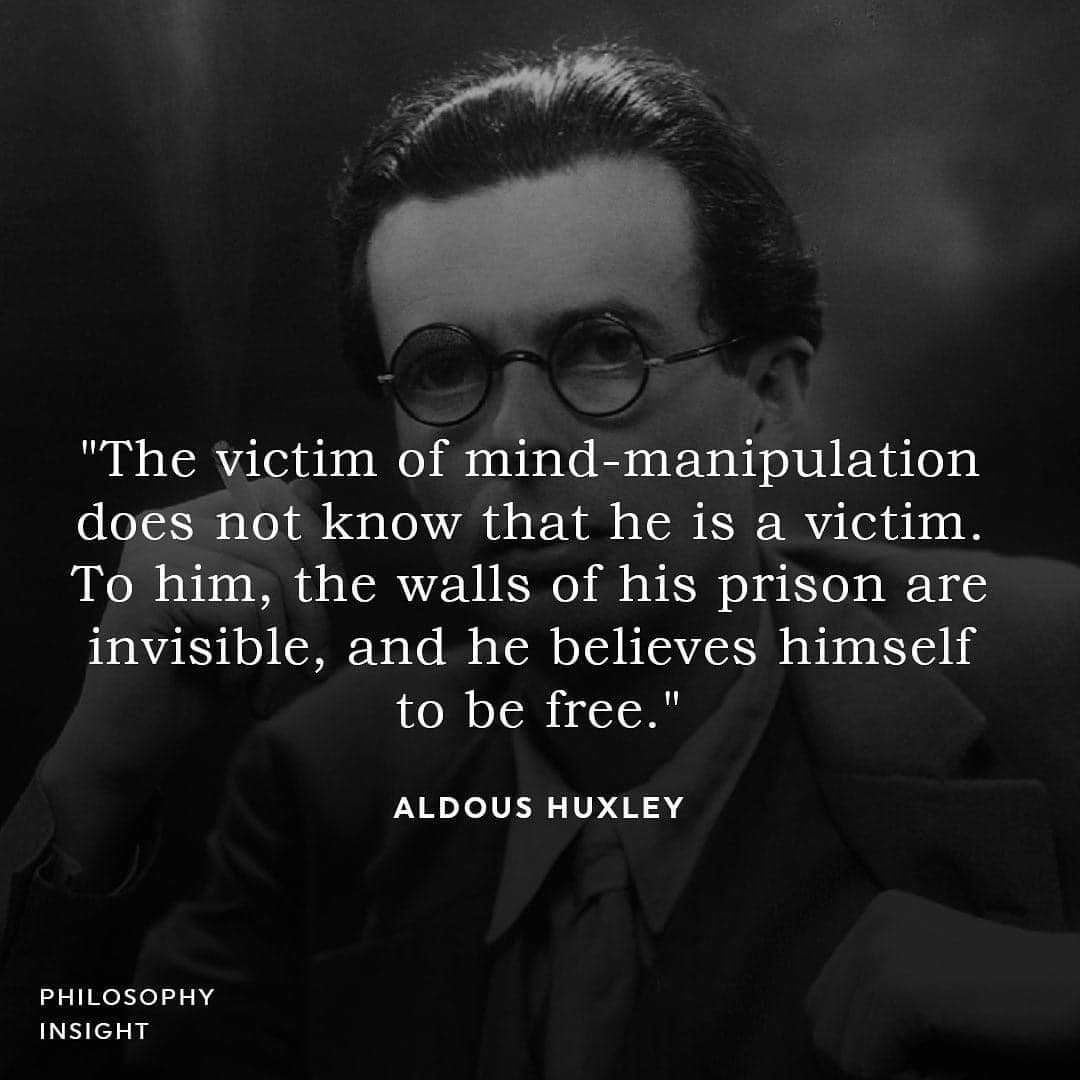 "The victim of mind-manipulation
does not know that he is a victim.
To him, the walls of his prison are
invisible, and he believes himself
to be free."
ALDOUS HUXLEY
PHILOSOPHY
INSIGHT